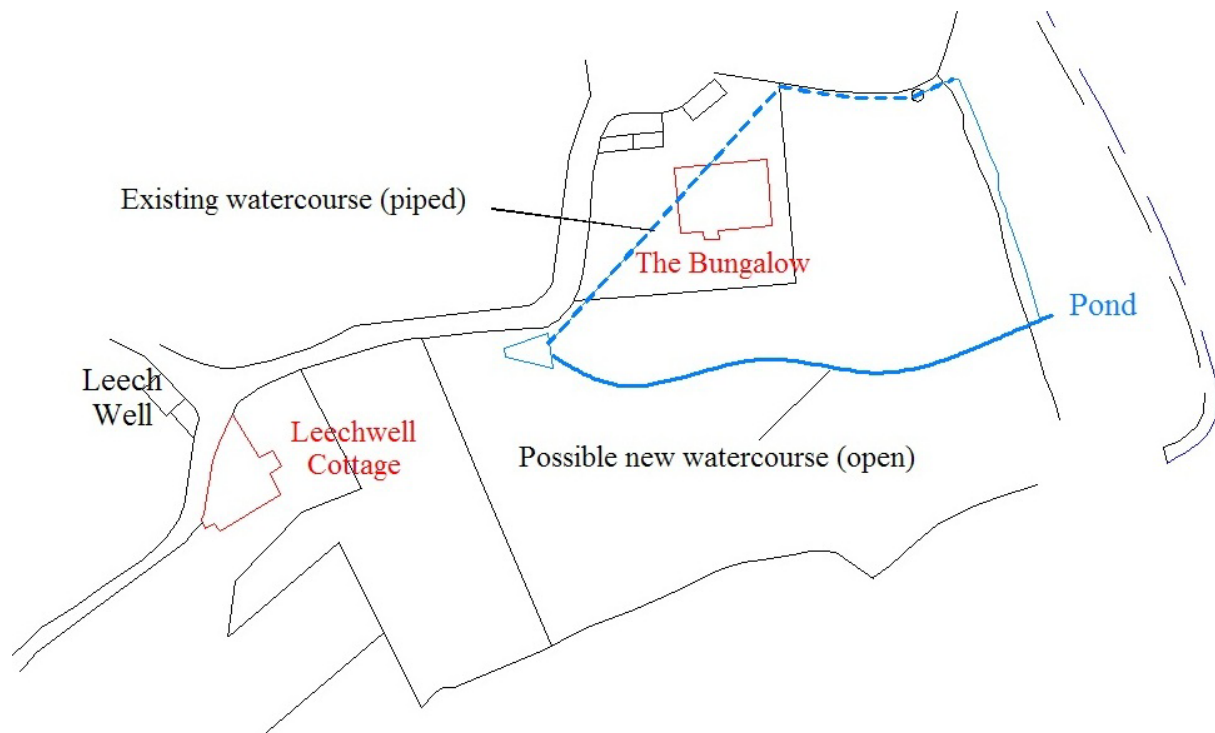 Existing watercourse (piped)
The Bungalow
Pond
Leech
Well
Leechwell
Cottage
Possible new watercourse (open)